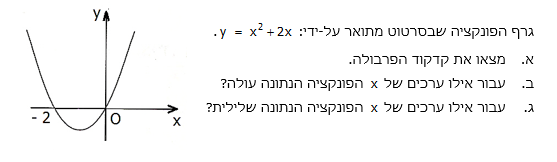 גרף הפונקציה שבסרטוט מתואר על-ידי: y = x² + 2x.
א. מצאו את קדקוד הפרבולה.
ב. עבור אילו ערכים של x הפונקציה הנתונה עולה?
ג. עבור אילו ערכים של x הפונקציה הנתונה שלילית?
y
- 2 O x